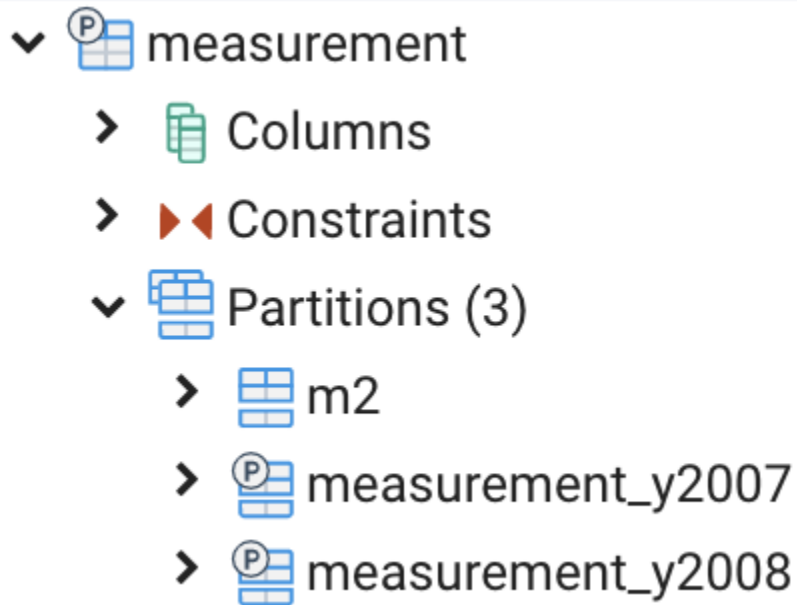 P measurement
Columns
Constraints
Partitions (3)
m2
P measurement_y2007
P measurement_y2008